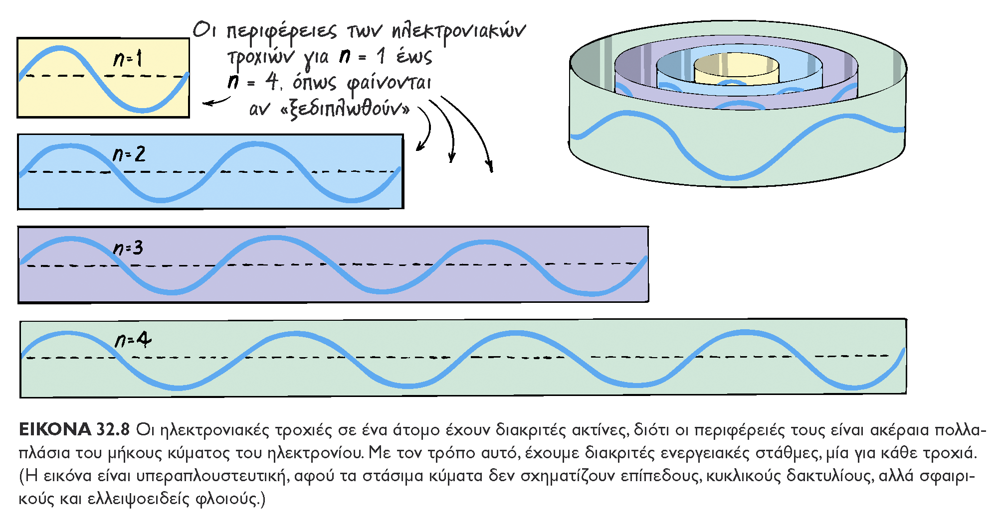 Οι περιφέρειες των ηλεκτρονιακών
τροχιών για n = 1 έως
n = 4, όπως φαίνονται
αν «ξεδιπλωθούν»
n=1
n=2
n=3
n=4
ΕΙΚΟΝΑ 32.8 Οι ηλεκτρονιακές τροχιές σε ένα άτομο έχουν διακριτές ακτίνες, διότι οι περιφέρειές τους είναι ακέραια πολλα-
πλάσια του μήκους κύματος του ηλεκτρονίου. Με τον τρόπο αυτό, έχουμε διακριτές ενεργειακές στάθμες, μία για κάθε τροχιά.
(Η εικόνα είναι υπεραπλουστευτική, αφού τα στάσιμα κύματα δεν σχηματίζουν επίπεδους, κυκλικούς δακτυλίους, αλλά σφαιρι-
κούς και ελλειψοειδείς φλοιούς.)